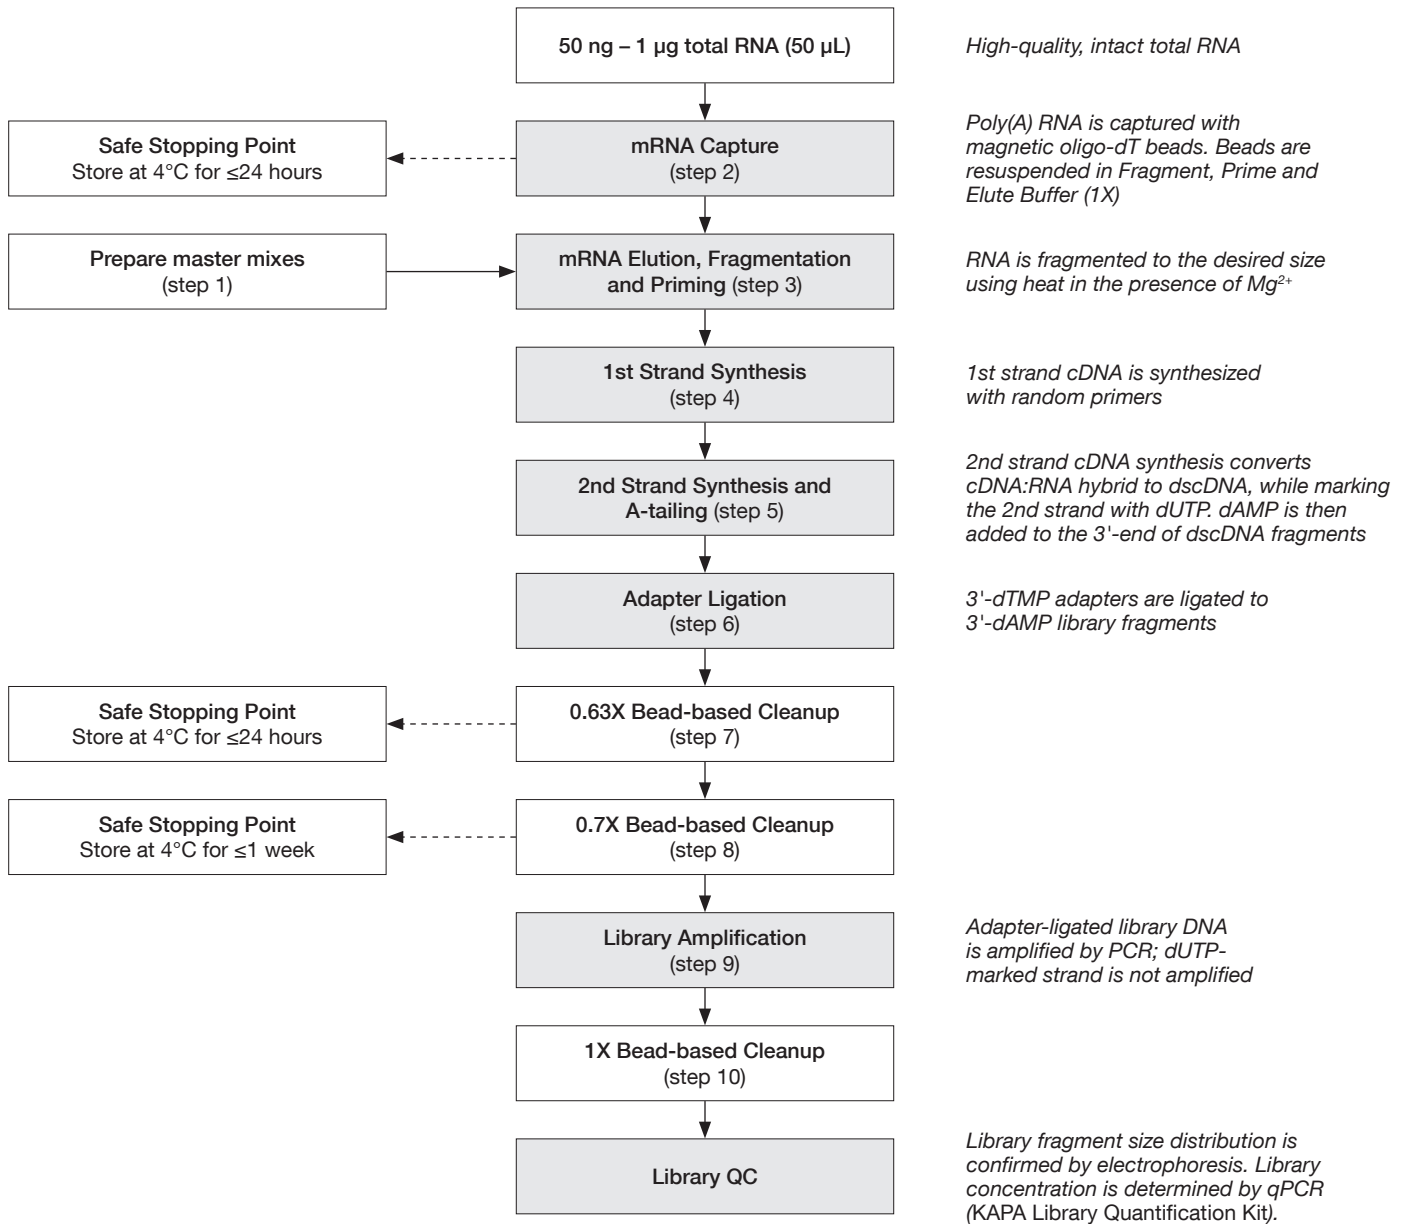 50 ng – 1 µg total RNA (50 µL)
High-quality, intact total RNA
Safe Stopping Point
Store at 4°C for ≤24 hours
mRNA Capture
(step 2)
Poly(A) RNA is captured with
magnetic oligo-dT beads. Beads are
resuspended in Fragment, Prime and
Elute Buffer (1X)
Prepare master mixes
(step 1)
mRNA Elution, Fragmentation
and Priming (step 3)
RNA is fragmented to the desired size
using heat in the presence of Mg²⁺
1st Strand Synthesis
(step 4)
1st strand cDNA is synthesized
with random primers
2nd Strand Synthesis and
A-tailing (step 5)
2nd strand cDNA synthesis converts
cDNA:RNA hybrid to dscDNA, while marking
the 2nd strand with dUTP. dAMP is then
added to the 3'-end of dscDNA fragments
Adapter Ligation
(step 6)
3'-dTMP adapters are ligated to
3'-dAMP library fragments
Safe Stopping Point
Store at 4°C for ≤24 hours
0.63X Bead-based Cleanup
(step 7)
Safe Stopping Point
Store at 4°C for ≤1 week
0.7X Bead-based Cleanup
(step 8)
Library Amplification
(step 9)
Adapter-ligated library DNA
is amplified by PCR; dUTP-
marked strand is not amplified
1X Bead-based Cleanup
(step 10)
Library QC
Library fragment size distribution is
confirmed by electrophoresis. Library
concentration is determined by qPCR
(KAPA Library Quantification Kit).